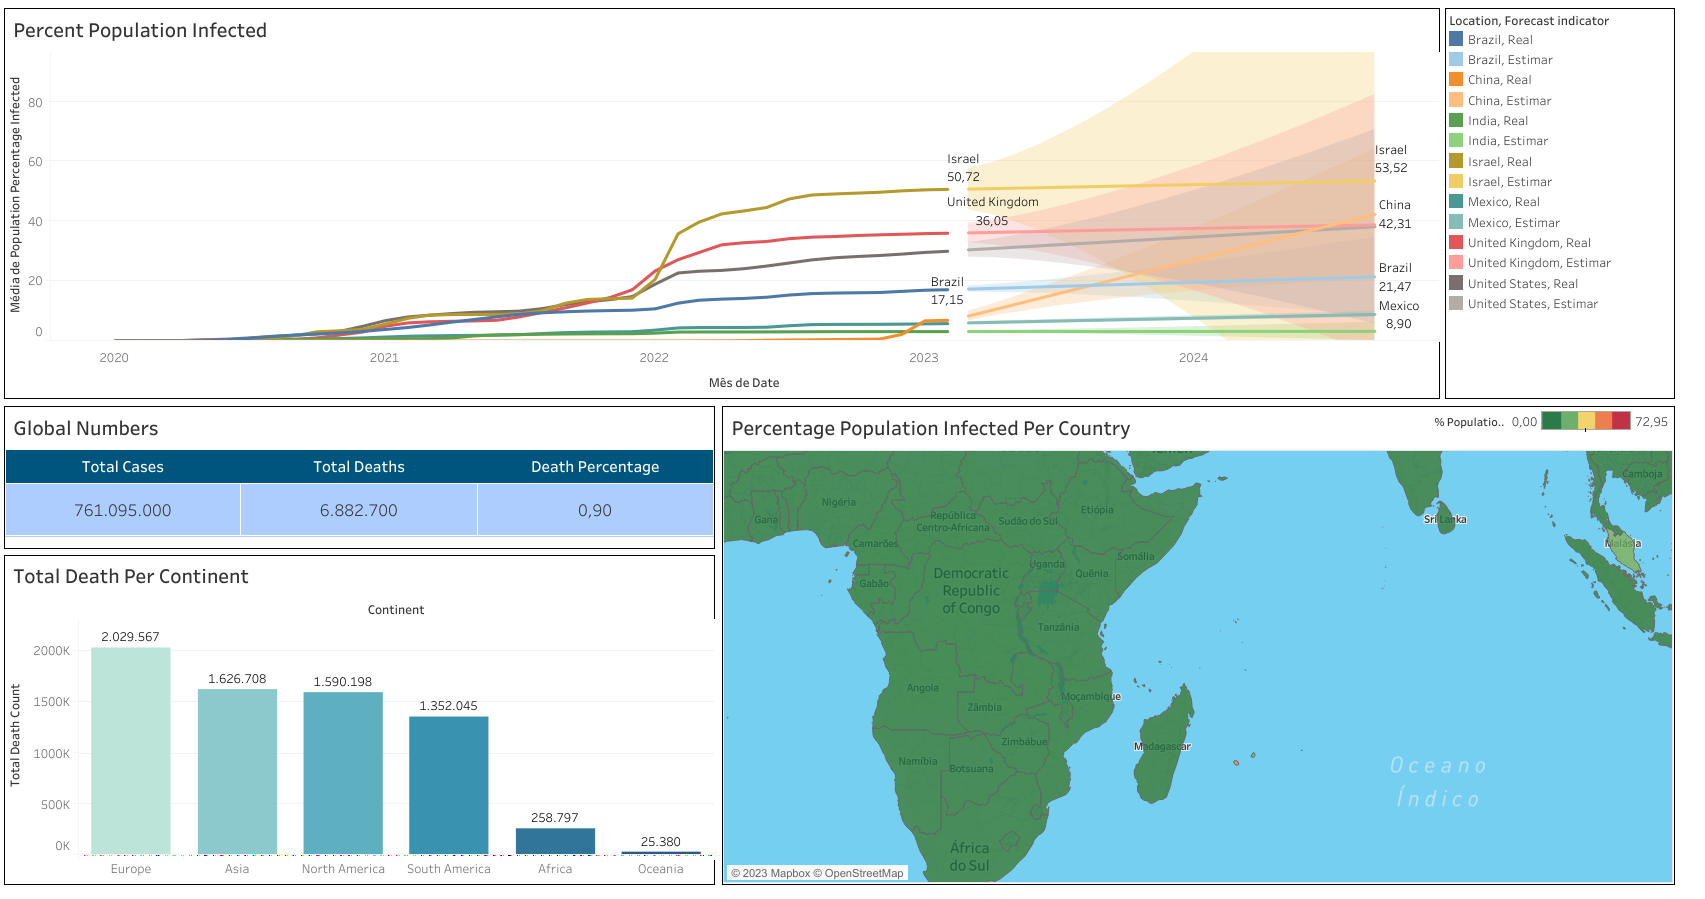 Percent Population Infected
Média de Population Percentage Infected
80
60
40
20
0
Israel
50,72
United Kingdom
36,05
Brazil
17,15
Israel
53,52
China
42,31
Brazil
21,47
Mexico
8,90
2020
2021
2022
2023
2024
Mês de Date
Location, Forecast indicator
Brazil, Real
Brazil, Estimar
China, Real
China, Estimar
India, Real
India, Estimar
Israel, Real
Israel, Estimar
Mexico, Real
Mexico, Estimar
United Kingdom, Real
United Kingdom, Estimar
United States, Real
United States, Estimar
Global Numbers
Total Cases
Total Deaths
Death Percentage
761.095.000
6.882.700
0,90
Total Death Per Continent
Continent
Total Death Count
2000K
1500K
1000K
500K
0K
2.029.567
1.626.708
1.590.198
1.352.045
258.797
25.380
Europe
Asia
North America
South America
Africa
Oceania
Percentage Population Infected Per Country
% Populatio..
0,00
72,95
Camboja
Nigéria
Etiópia
Gana
República
Centro-Africana
Sudão do Sul
Sri Lanka
Camarões
Malásia
Somália
Uganda
Quênia
Gabão
Democratic
Republic
of Congo
Tanzânia
Angola
Moçambique
Zâmbia
Zimbábue
Madagascar
Namíbia
Botsuana
Oceano
Índico
África
do Sul
© 2023 Mapbox © OpenStreetMap